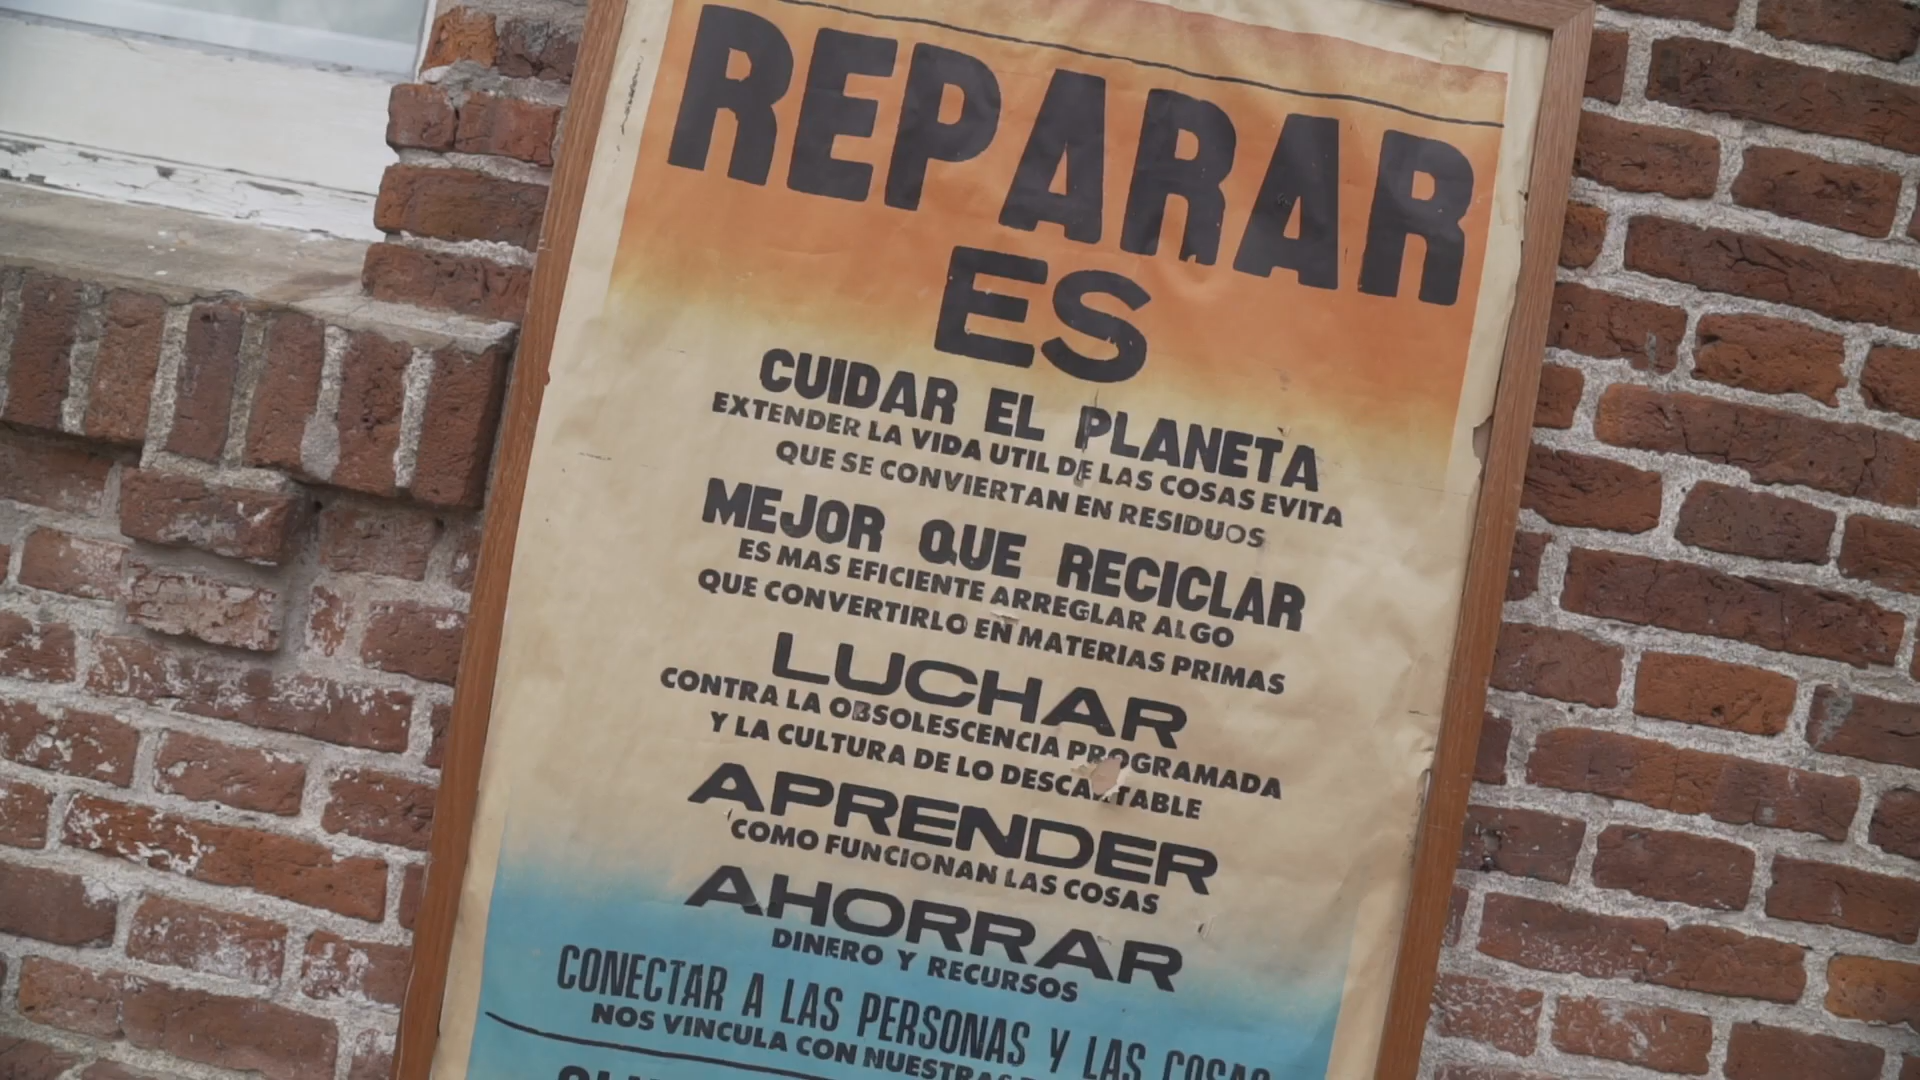 REPARAR
ES
CUIDAR EL PLANETA
EXTENDER LA VIDA UTIL DE LAS COSAS EVITA
QUE SE CONVIERTAN EN RESIDUOS
MEJOR QUE RECICLAR
ES MAS EFICIENTE ARREGLAR ALGO
QUE CONVERTIRLO EN MATERIAS PRIMAS
LUCHAR
CONTRA LA OBSOLESCENCIA PROGRAMADA
Y LA CULTURA DE LO DESCARTABLE
APRENDER
COMO FUNCIONAN LAS COSAS
AHORRAR
DINERO Y RECURSOS
CONECTAR A LAS PERSONAS Y LAS COSAS
NOS VINCULA CON NUESTRAS